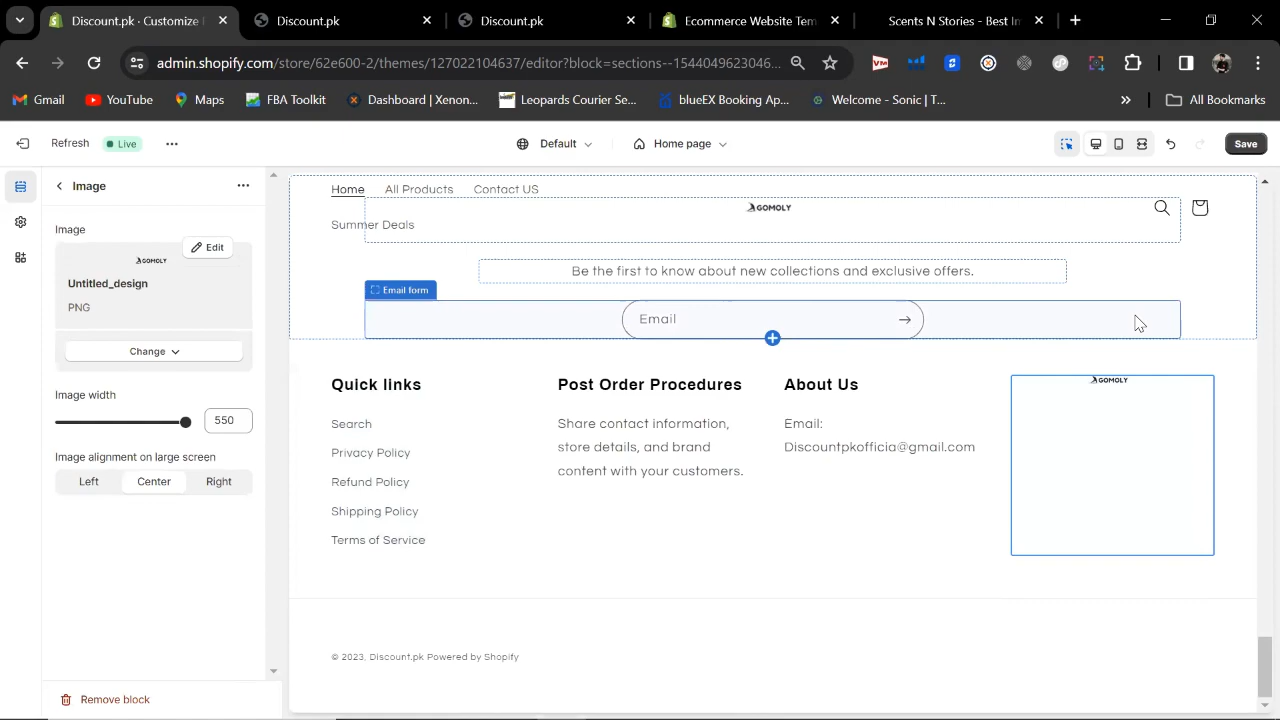 Discount.pk - Customize
Discount.pk
Discount.pk
Ecommerce Website Tem
Scents N Stories - Best In
admin.shopify.com/store/62e600-2/themes/127022104637/editor?block=sections--1544049623046...
Gmail
YouTube
Maps
FBA Toolkit
Dashboard | Xenon...
Leopards Courier Se...
blueEX Booking Ap...
Welcome - Sonic | T...
All Bookmarks
Refresh
Live
Default
Home page
Save
Image
Image
Edit
GOMOLY
Untitled_design
PNG
Change
Image width
550
Image alignment on large screen
Left
Center
Right
Remove block
Home
All Products
Contact US
GOMOLY
Summer Deals
Be the first to know about new collections and exclusive offers.
Email form
Email
Quick links
Search
Privacy Policy
Refund Policy
Shipping Policy
Terms of Service
Post Order Procedures
Share contact information,
store details, and brand
content with your customers.
About Us
Email:
Discountpkofficia@gmail.com
GOMOLY
© 2023, Discount.pk Powered by Shopify